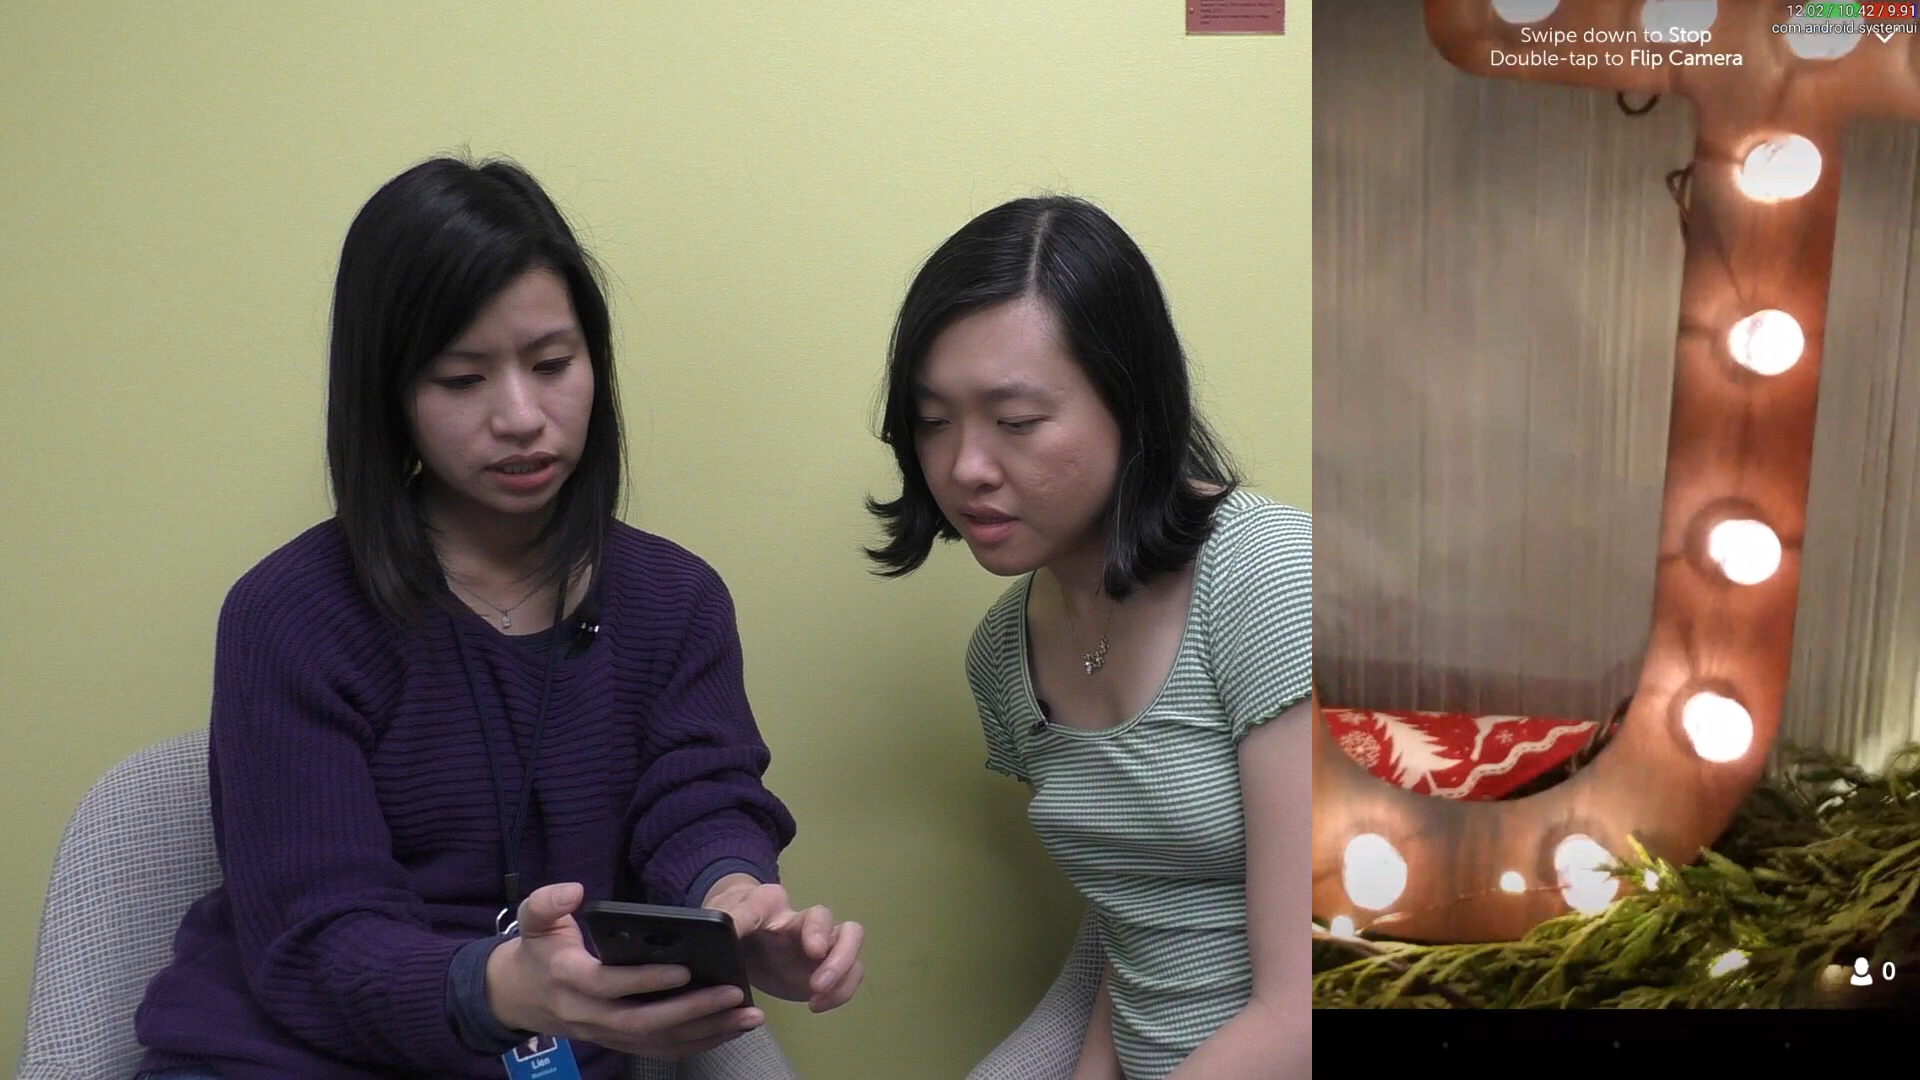 12.02 / 10.42 / 9.91
com.android.systemui
Swipe down to Stop
Double-tap to Flip Camera
0
Lien